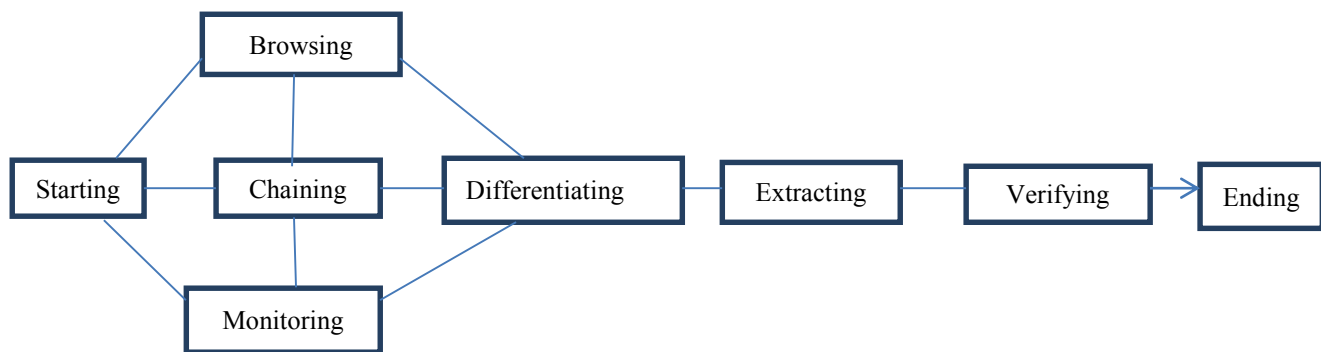 Browsing
Starting
Chaining
Differentiating
Extracting
Verifying
Ending
Monitoring